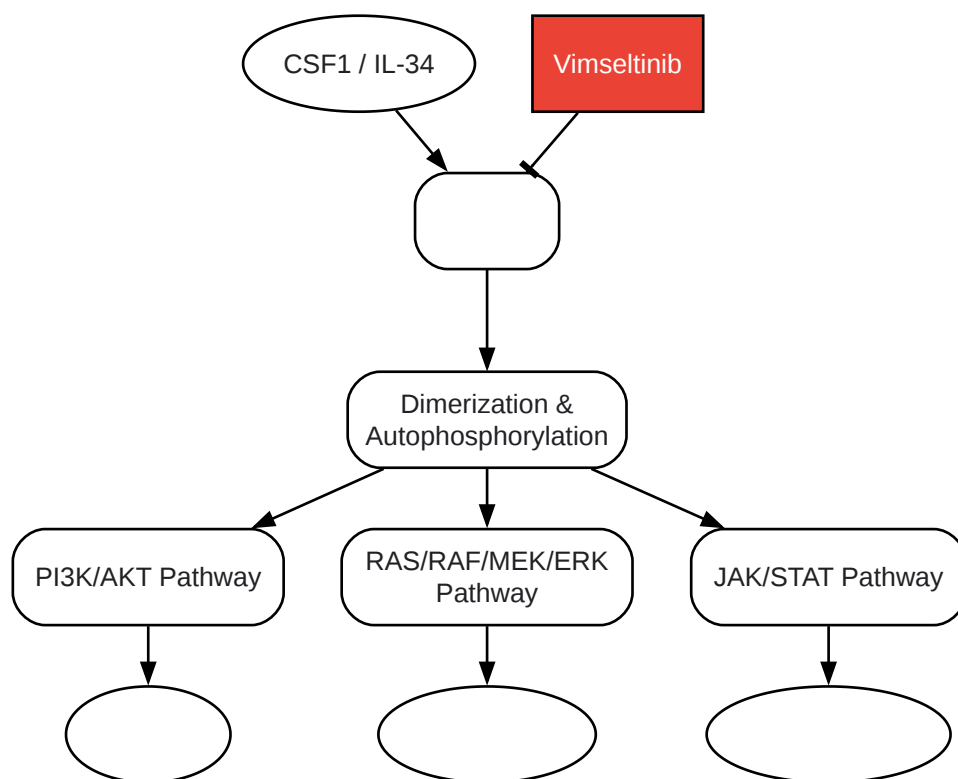 CSF1 / IL-34
Vimseltinib
Dimerization &
Autophosphorylation
PI3K/AKT Pathway
RAS/RAF/MEK/ERK
Pathway
JAK/STAT Pathway